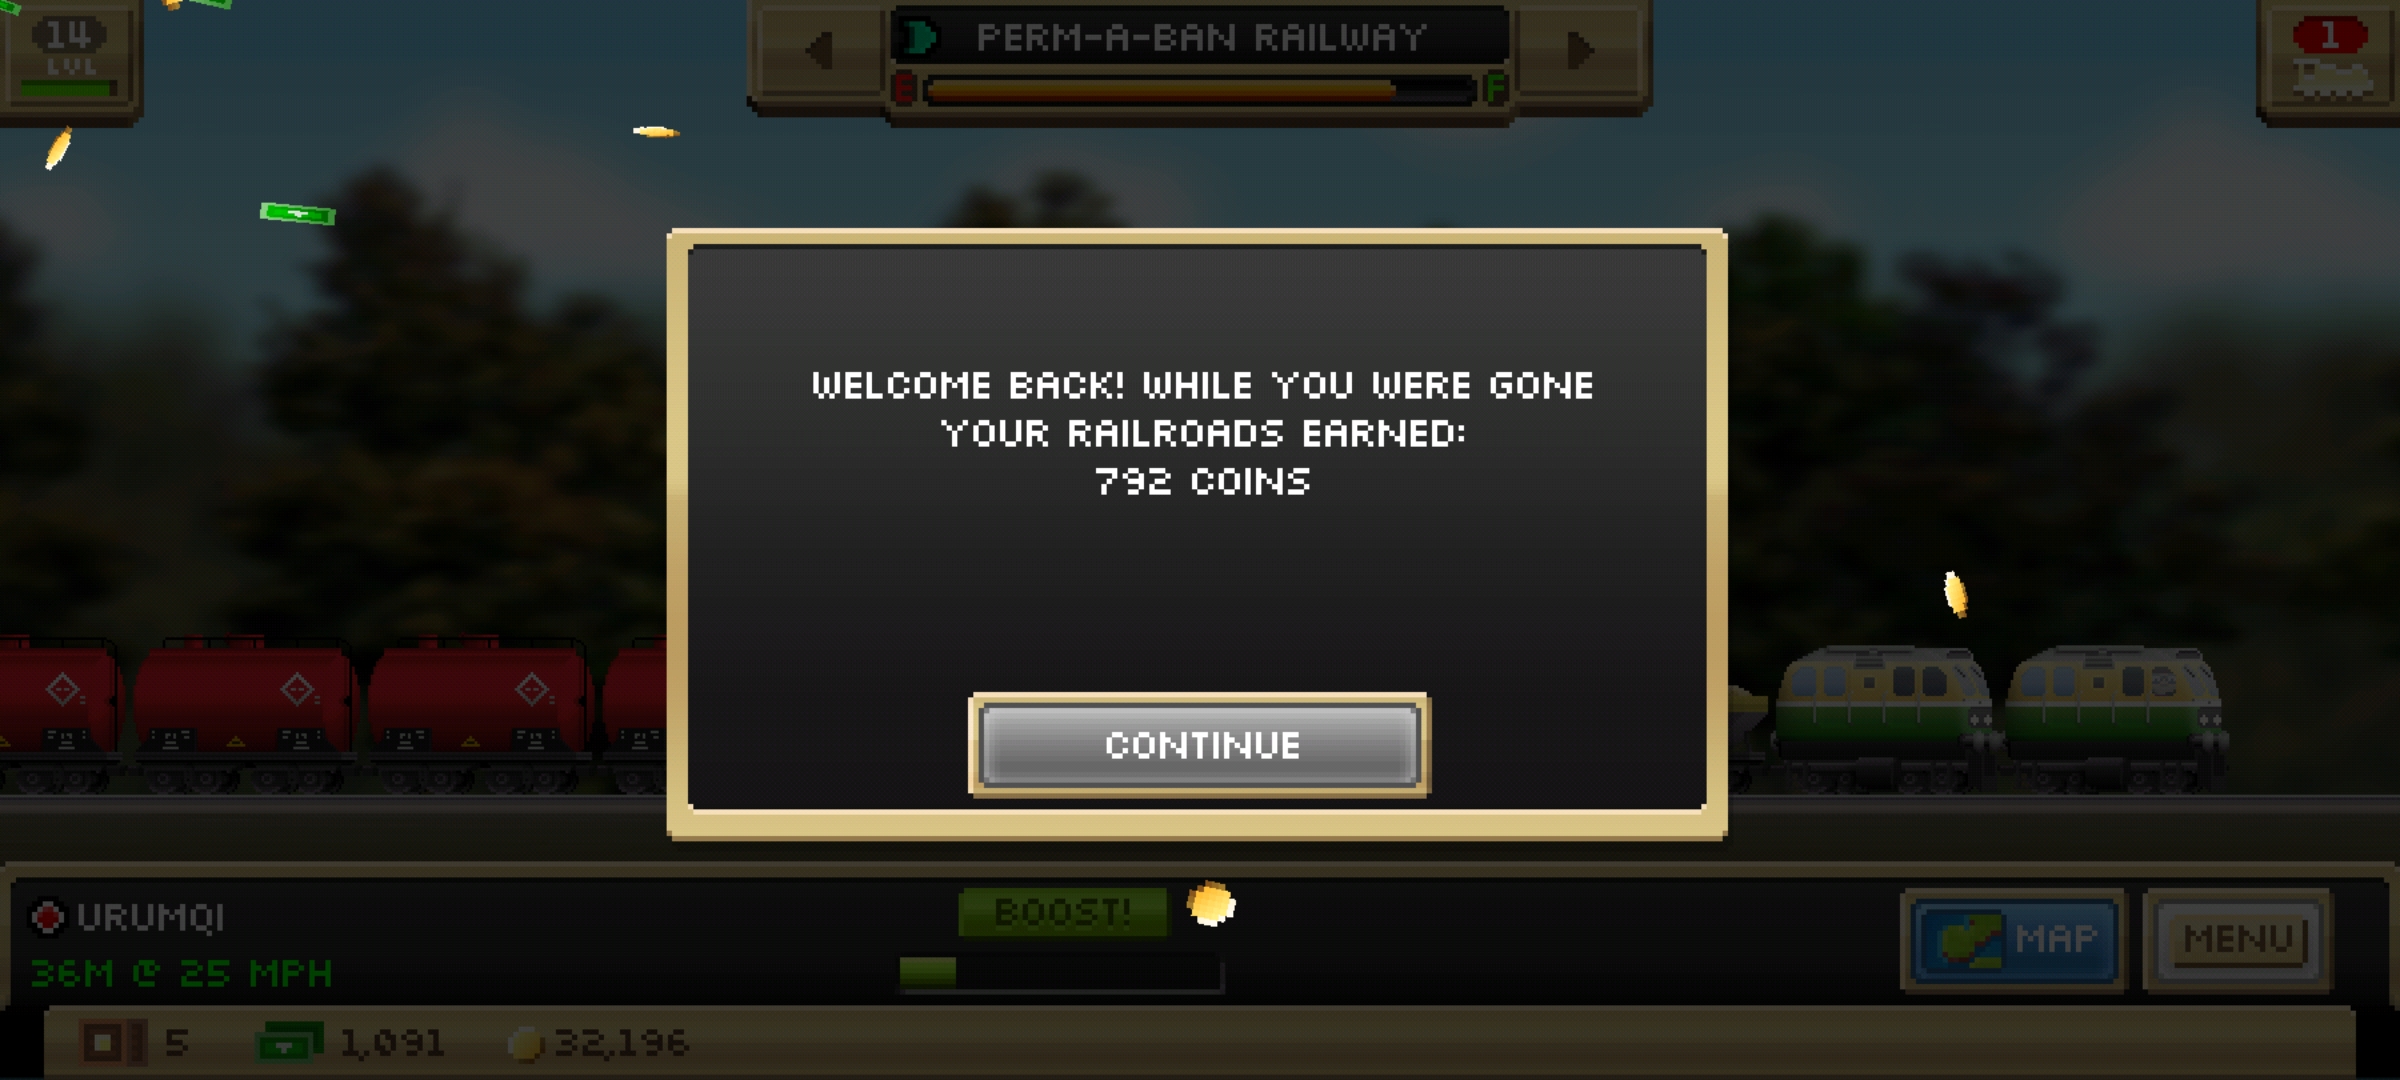 14
LVL
PERM-A-BAN RAILWAY
E F
1
WELCOME BACK! WHILE YOU WERE GONE
YOUR RAILROADS EARNED:
792 COINS
CONTINUE
URUMQI
36M @ 25 MPH
BOOST!
MAP
MENU
5
1,091
32,196